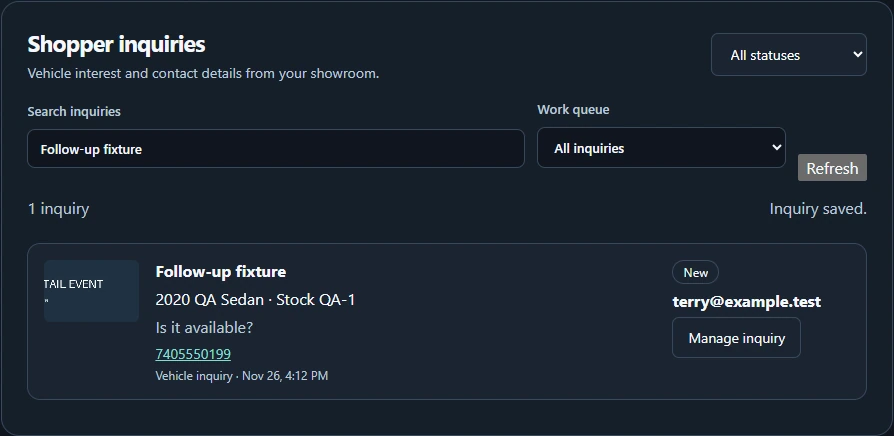 Shopper inquiries
All statuses
Vehicle interest and contact details from your showroom.
Search inquiries
Work queue
Follow-up fixture
All inquiries
Refresh
1 inquiry
Inquiry saved.
TAIL EVENT
"
Follow-up fixture
2020 QA Sedan · Stock QA-1
Is it available?
7405550199
Vehicle inquiry · Nov 26, 4:12 PM
New
terry@example.test
Manage inquiry